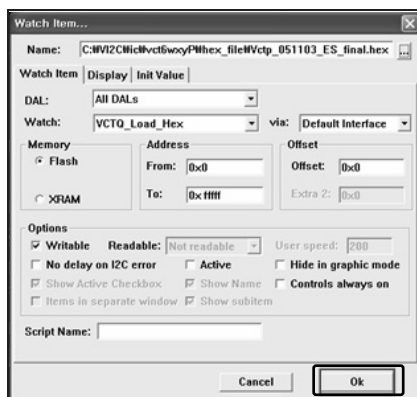 Watch Item...
Name: C:₩VI2C₩ic₩vct6wxyP₩hex_file₩Vctp_051103_ES_final.hex ...
Watch Item Display Init Value
DAL: All DALs
Watch: VCTQ_Load_Hex via: Default Interface
Memory Address Offset
Flash From: 0x0 Offset: 0x0
XRAM To: 0xfffff Extra 2: 0x0
Options
Writable Readable: Not readable User speed: 200
No delay on I2C error Active Hide in graphic mode
Show Active Checkbox Show Name Controls always on
Items in separate window Show subitem
Script Name:
Cancel Ok